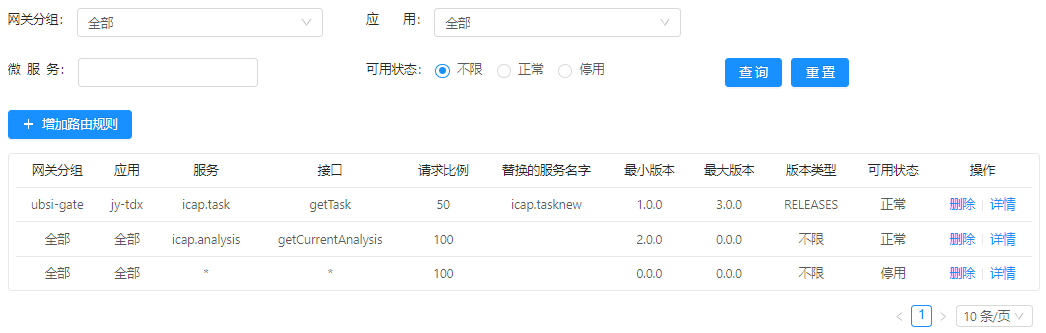 网关分组： 全部 应 用： 全部
微 服 务： 可用状态： 不限 正常 停用 查 询 重 置
+ 增加路由规则
网关分组 应用 服务 接口 请求比例 替换的服务名字 最小版本 最大版本 版本类型 可用状态 操作
ubsi-gate jy-tdx icap.task getTask 50 icap.tasknew 1.0.0 3.0.0 RELEASES 正常 删除 | 详情
全部 全部 icap.analysis getCurrentAnalysis 100 2.0.0 0.0.0 不限 正常 删除 | 详情
全部 全部 * * 100 0.0.0 0.0.0 不限 停用 删除 | 详情
< 1 > 10 条/页